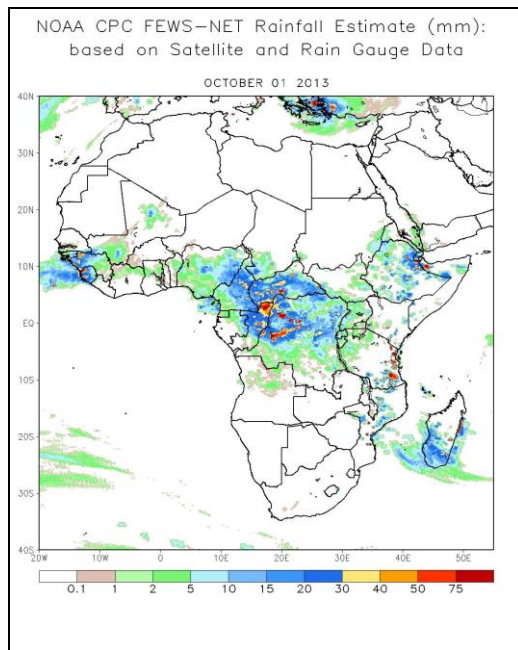 NOAA CPC FEWS-NET Rainfall Estimate (mm):
based on Satellite and Rain Gauge Data
OCTOBER 01 2013
40N
30N
20N
10N
EQ
10S
20S
30S
40S
20W 10W 0 10E 20E 30E 40E 50E
0.1 1 2 5 10 15 20 30 40 50 75